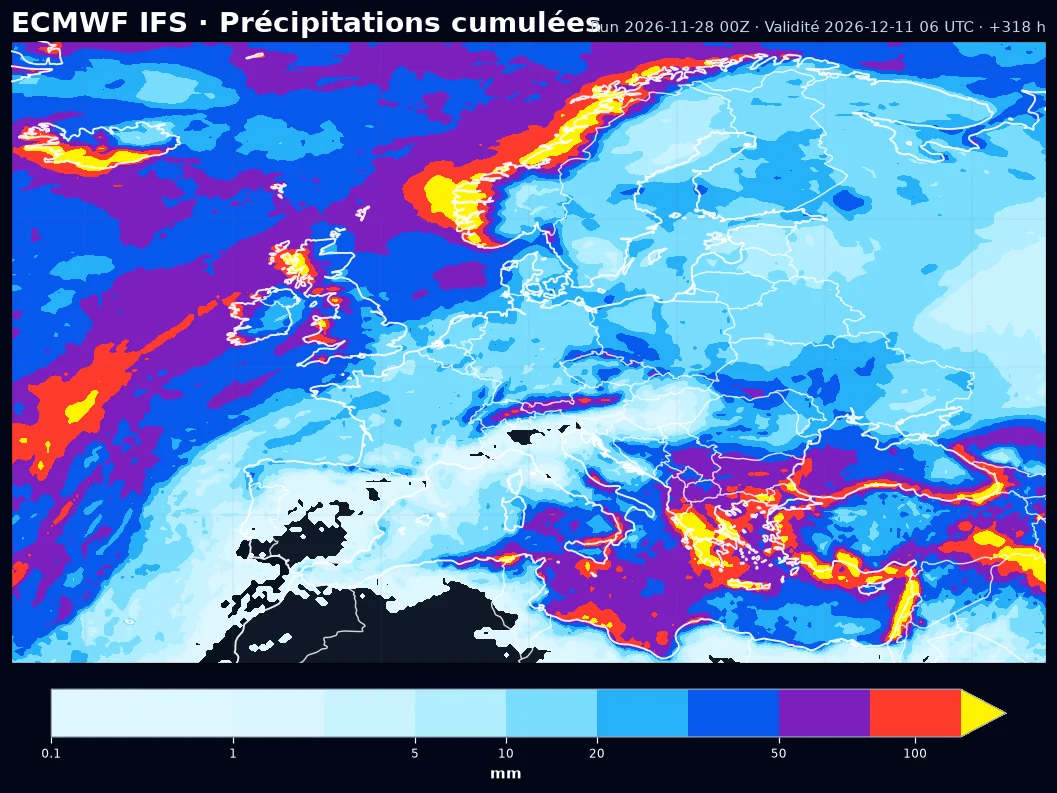 ECMWF IFS · Précipitations cumulées
Run 2026-11-28 00Z · Validité 2026-12-11 06 UTC · +318 h
0.1 1 5 10 20 50 100
mm